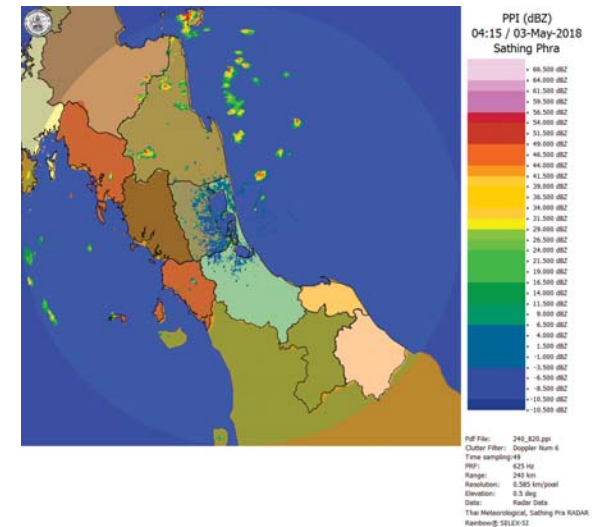 PPI (dBZ)
04:15 / 03-May-2018
Sathing Phra
66.500 dBZ
64.000 dBZ
61.500 dBZ
59.500 dBZ
56.500 dBZ
54.000 dBZ
51.500 dBZ
49.000 dBZ
46.500 dBZ
44.000 dBZ
41.500 dBZ
39.000 dBZ
36.500 dBZ
34.000 dBZ
31.500 dBZ
29.000 dBZ
26.500 dBZ
24.000 dBZ
21.500 dBZ
19.000 dBZ
16.500 dBZ
14.000 dBZ
11.500 dBZ
9.000 dBZ
6.500 dBZ
4.000 dBZ
1.500 dBZ
-1.000 dBZ
-3.500 dBZ
-6.500 dBZ
-8.500 dBZ
-10.500 dBZ
-10.500 dBZ
Pdf File: 240_820.ppi
Clutter Filter: Doppler Num 6
Time sampling:49
PRF: 625 Hz
Range: 240 km
Resolution: 0.585 km/pixel
Elevation: 0.5 deg
Data: Radar Data
Thai Meteorological, Sathing Pra RADAR
Rainbow® SELEX-SI